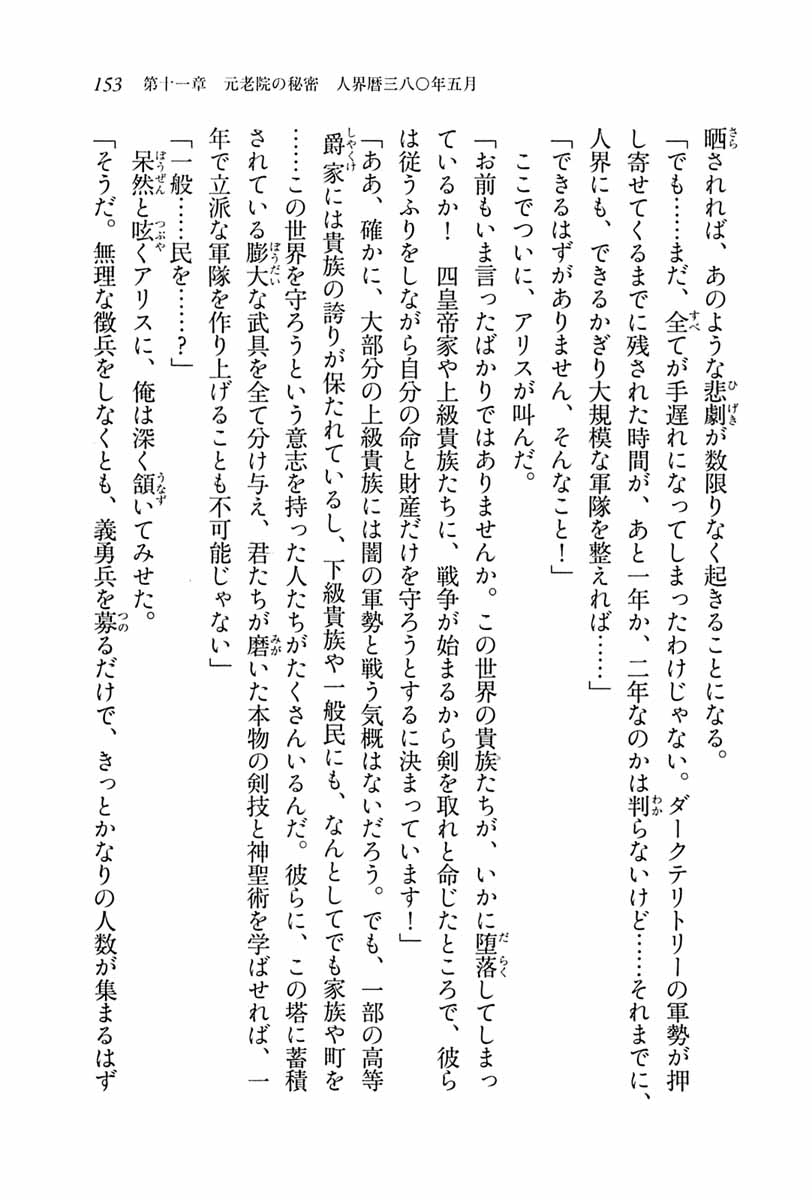 153　第十一章　元老院の秘密　人界暦三八〇年五月
晒されれば、あのような悲劇が数限りなく起きることになる。
「でも……まだ、全てが手遅れになってしまったわけじゃない。ダークテリトリーの軍勢が押
し寄せてくるまでに残された時間が、あと一年か、二年なのかは判らないけど……それまでに、
人界にも、できるかぎり大規模な軍隊を整えれば……」
「できるはずがありません、そんなこと！」
　ここでついに、アリスが叫んだ。
「お前もいま言ったばかりではありませんか。この世界の貴族たちが、いかに堕落してしまっ
ているか！　四皇帝家や上級貴族たちに、戦争が始まるから剣を取れと命じたところで、彼ら
は従うふりをしながら自分の命と財産だけを守ろうとするに決まっています！」
「ああ、確かに、大部分の上級貴族には闇の軍勢と戦う気概はないだろう。でも、一部の高等
爵家には貴族の誇りが保たれているし、下級貴族や一般民にも、なんとしてでも家族や町を
……この世界を守ろうという意志を持った人たちがたくさんいるんだ。彼らに、この塔に蓄積
されている膨大な武具を全て分け与え、君たちが磨いた本物の剣技と神聖術を学ばせれば、一
年で立派な軍隊を作り上げることも不可能じゃない」
「一般……民を……？」
　呆然と呟くアリスに、俺は深く頷いてみせた。
「そうだ。無理な徴兵をしなくとも、義勇兵を募るだけで、きっとかなりの人数が集まるはず